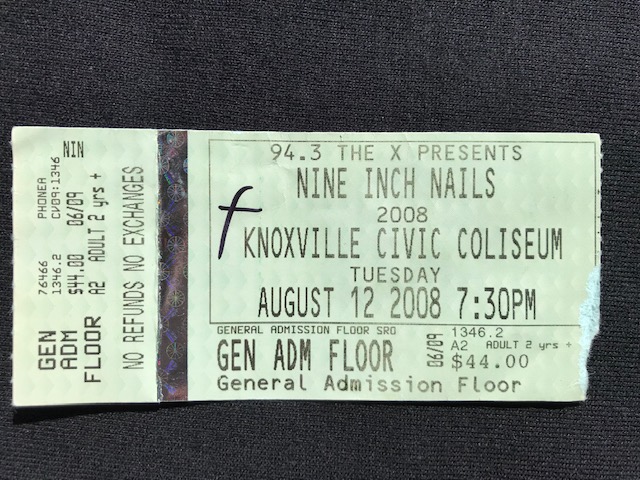 NIN
PHONER
CV09:1346
76466
1346.2
$44.00 06/09
A2 ADULT 2 yrs +
GEN
ADM
FLOOR
NO REFUNDS NO EXCHANGES
94.3 THE X PRESENTS
NINE INCH NAILS
2008
f
KNOXVILLE CIVIC COLISEUM
TUESDAY
AUGUST 12 2008 7:30PM
GENERAL ADMISSION FLOOR SRO
GEN ADM FLOOR
General Admission Floor
06/09
1346.2
A2 ADULT 2 yrs +
$44.00